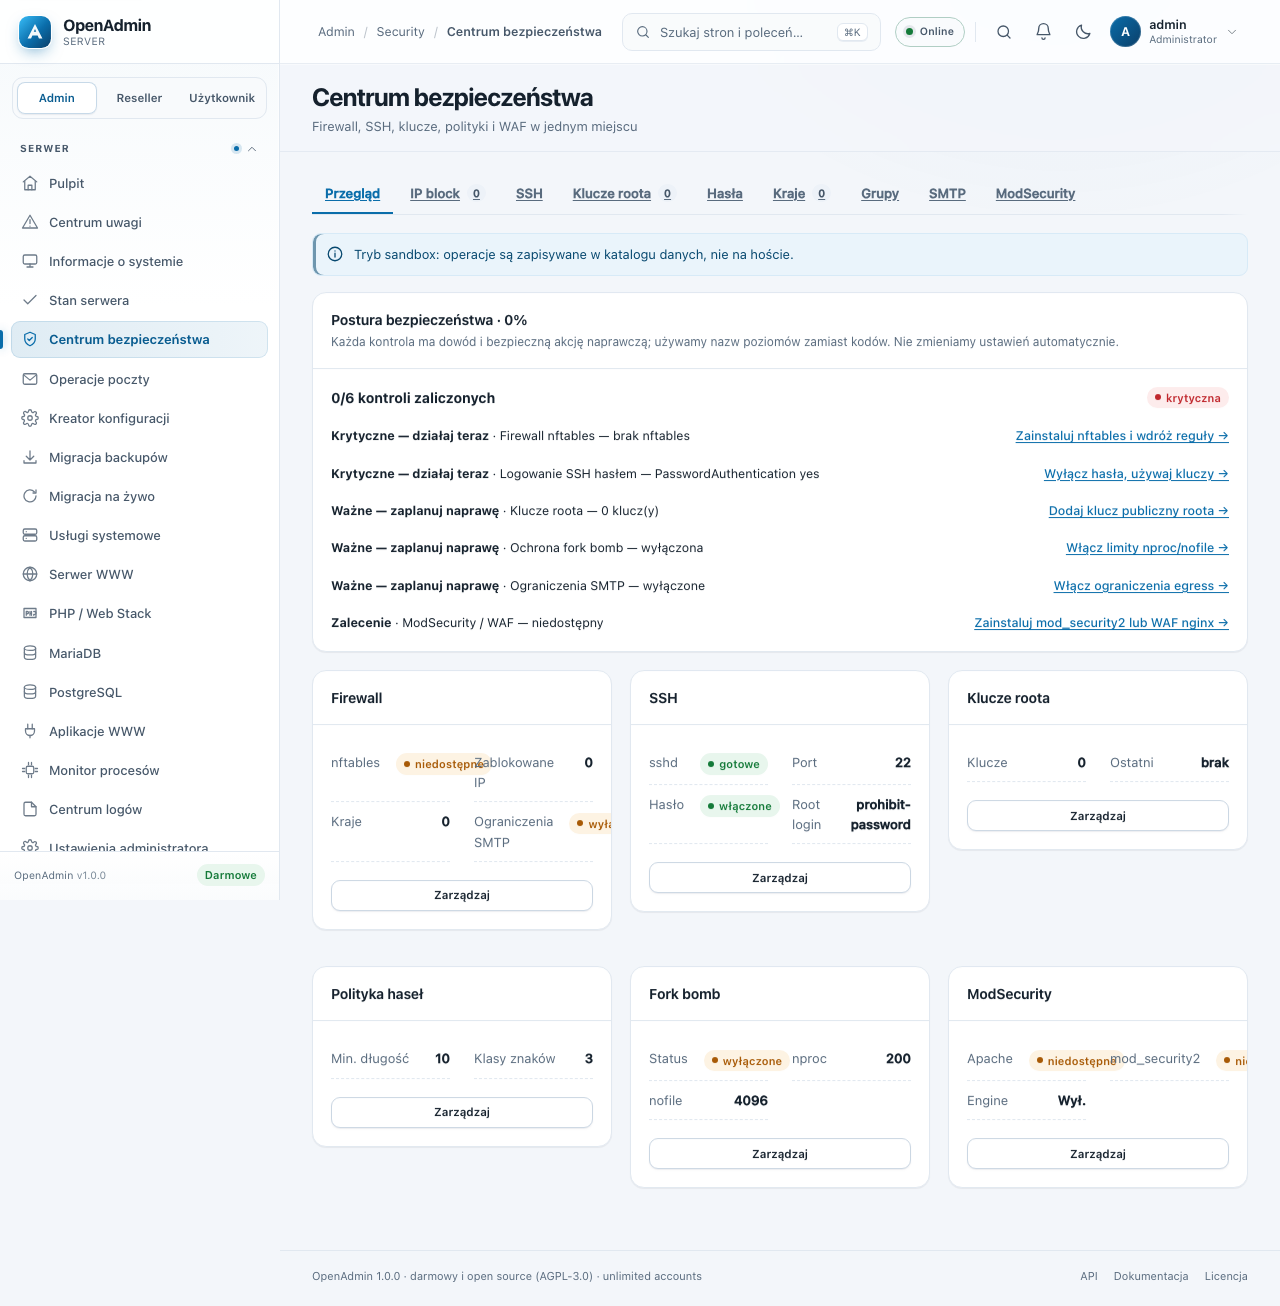 OpenAdmin
SERVER
Admin / Security / Centrum bezpieczeństwa
Szukaj stron i poleceń...
⌘K
Online
A
admin
Administrator
Admin
Reseller
Użytkownik
SERWER
Pulpit
Centrum uwagi
Informacje o systemie
Stan serwera
Centrum bezpieczeństwa
Operacje poczty
Kreator konfiguracji
Migracja backupów
Migracja na żywo
Usługi systemowe
Serwer WWW
PHP / Web Stack
MariaDB
PostgreSQL
Aplikacje WWW
Monitor procesów
Centrum logów
Ustawienia administratora
OpenAdmin v1.0.0
Darmowe
Centrum bezpieczeństwa
Firewall, SSH, klucze, polityki i WAF w jednym miejscu
Przegląd
IP block 0
SSH
Klucze roota 0
Hasła
Kraje 0
Grupy
SMTP
ModSecurity
Tryb sandbox: operacje są zapisywane w katalogu danych, nie na hoście.
Postura bezpieczeństwa · 0%
Każda kontrola ma dowód i bezpieczną akcję naprawczą; używamy nazw poziomów zamiast kodów. Nie zmieniamy ustawień automatycznie.
0/6 kontroli zaliczonych
krytyczna
Krytyczne — działaj teraz · Firewall nftables — brak nftables
Zainstaluj nftables i wdróż reguły →
Krytyczne — działaj teraz · Logowanie SSH hasłem — PasswordAuthentication yes
Wyłącz hasła, używaj kluczy →
Ważne — zaplanuj naprawę · Klucze roota — 0 klucz(y)
Dodaj klucz publiczny roota →
Ważne — zaplanuj naprawę · Ochrona fork bomb — wyłączona
Włącz limity nproc/nofile →
Ważne — zaplanuj naprawę · Ograniczenia SMTP — wyłączone
Włącz ograniczenia egress →
Zalecenie · ModSecurity / WAF — niedostępny
Zainstaluj mod_security2 lub WAF nginx →
Firewall
nftables
niedostępne
Zablokowane IP
0
Kraje
0
Ograniczenia SMTP
Zarządzaj
SSH
sshd
gotowe
Port
22
Hasło
włączone
Root login
prohibit-password
Zarządzaj
Klucze roota
Klucze
0
Ostatni
brak
Zarządzaj
Polityka haseł
Min. długość
10
Klasy znaków
3
Zarządzaj
Fork bomb
Status
wyłączone
nproc
200
nofile
4096
Zarządzaj
ModSecurity
Apache
niedostępne
mod_security2
Engine
Wył.
Zarządzaj
OpenAdmin 1.0.0 · darmowy i open source (AGPL-3.0) · unlimited accounts
API
Dokumentacja
Licencja